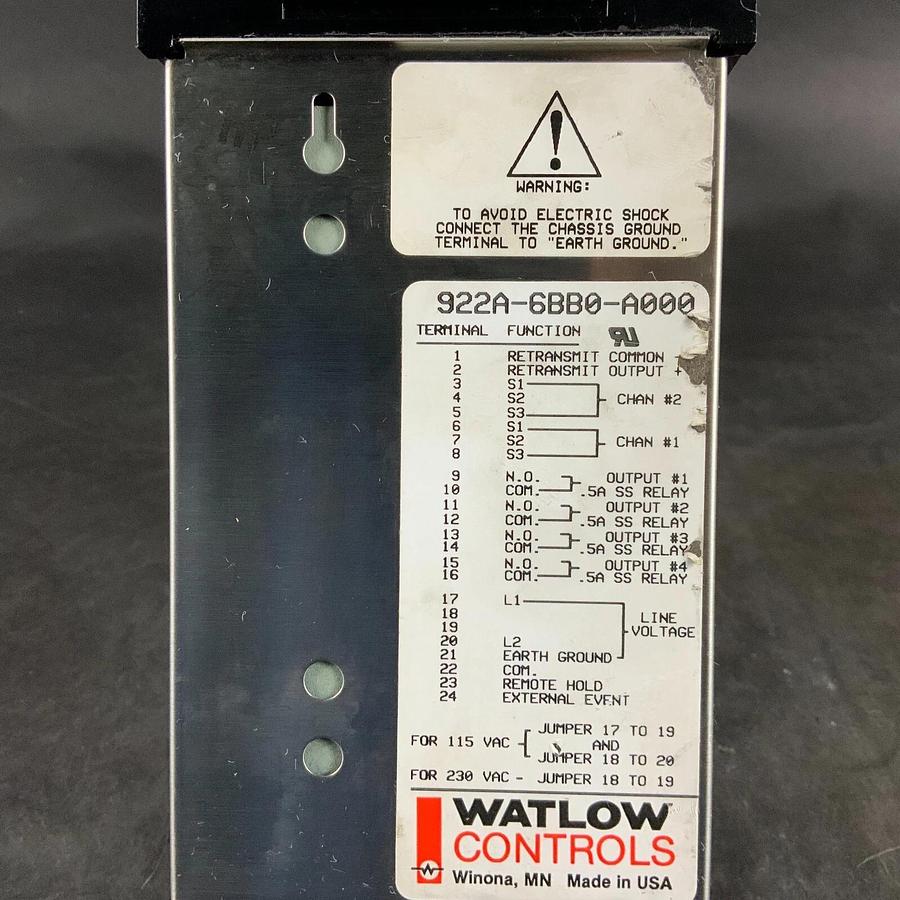 WARNING:
TO AVOID ELECTRIC SHOCK
CONNECT THE CHASSIS GROUND
TERMINAL TO "EARTH GROUND."
922A-6BB0-A000
TERMINAL FUNCTION
1 RETRANSMIT COMMON -
2 RETRANSMIT OUTPUT +
3 S1
4 S2 CHAN #2
5 S3
6 S1
7 S2 CHAN #1
8 S3
9 N.O. OUTPUT #1
10 COM. .5A SS RELAY
11 N.O. OUTPUT #2
12 COM. .5A SS RELAY
13 N.O. OUTPUT #3
14 COM. .5A SS RELAY
15 N.O. OUTPUT #4
16 COM. .5A SS RELAY
17 L1
18 LINE
19 VOLTAGE
20 L2
21 EARTH GROUND
22 COM.
23 REMOTE HOLD
24 EXTERNAL EVENT
JUMPER 17 TO 19
FOR 115 VAC AND
JUMPER 18 TO 20
FOR 230 VAC - JUMPER 18 TO 19
WATLOW
CONTROLS
Winona, MN Made in USA